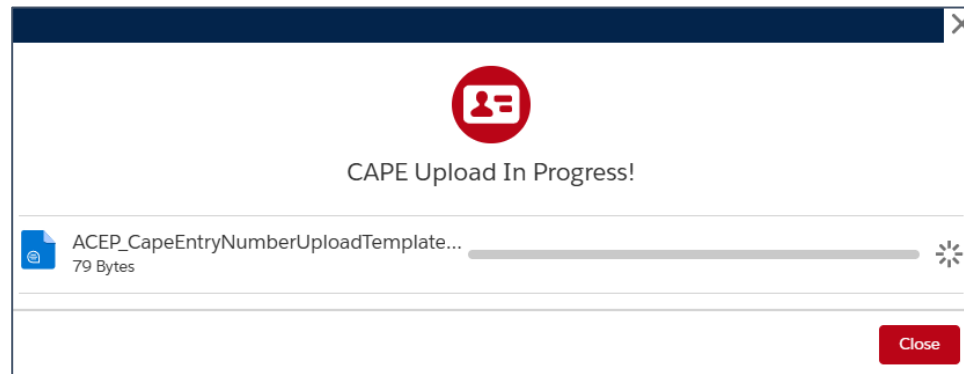 CAPE Upload In Progress!
ACEP_CapeEntryNumberUploadTemplate...
79 Bytes
Close